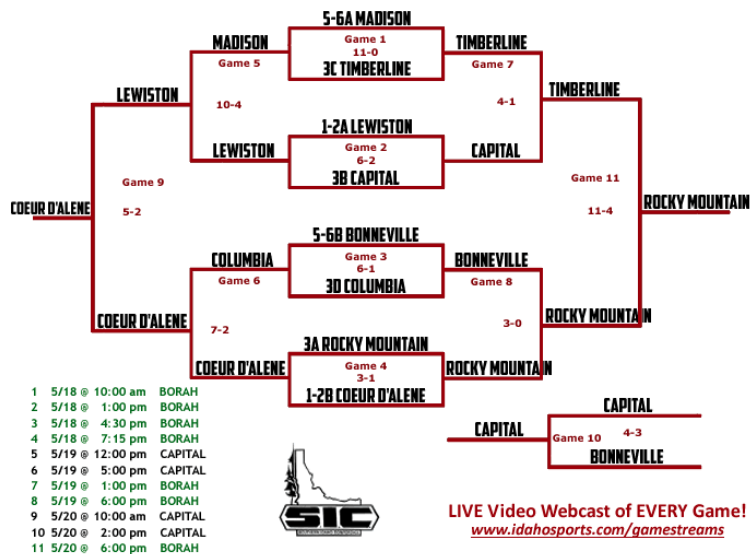 5-6A MADISON
MADISON
Game 1
11-0
TIMBERLINE
Game 5
3C TIMBERLINE
Game 7
LEWISTON
10-4
4-1
TIMBERLINE
1-2A LEWISTON
LEWISTON
Game 2
6-2
CAPITAL
3B CAPITAL
Game 9
Game 11
COEUR D'ALENE
5-2
11-4
ROCKY MOUNTAIN
5-6B BONNEVILLE
COLUMBIA
Game 3
6-1
BONNEVILLE
Game 6
3D COLUMBIA
Game 8
COEUR D'ALENE
7-2
3-0
ROCKY MOUNTAIN
3A ROCKY MOUNTAIN
COEUR D'ALENE
Game 4
3-1
ROCKY MOUNTAIN
1-2B COEUR D'ALENE
1 5/18 @ 10:00 am BORAH
2 5/18 @ 1:00 pm BORAH
3 5/18 @ 4:30 pm BORAH
4 5/18 @ 7:15 pm BORAH
5 5/19 @ 12:00 pm CAPITAL
6 5/19 @ 5:00 pm CAPITAL
7 5/19 @ 1:00 pm BORAH
8 5/19 @ 6:00 pm BORAH
9 5/20 @ 10:00 am CAPITAL
10 5/20 @ 2:00 pm CAPITAL
11 5/20 @ 6:00 pm BORAH
CAPITAL
CAPITAL
Game 10
4-3
BONNEVILLE
SIC
LIVE Video Webcast of EVERY Game!
www.idahosports.com/gamestreams